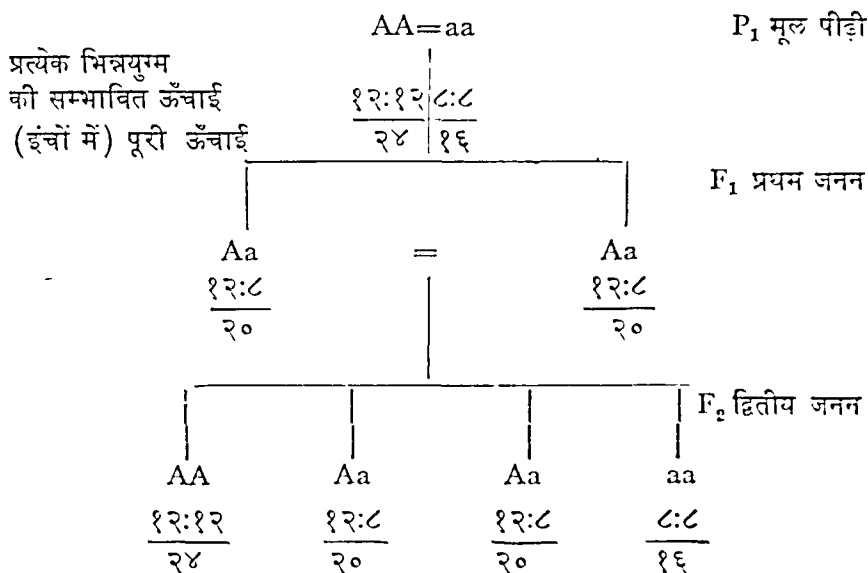 AA=aa P₁ मूल पीढ़ी
प्रत्येक भिन्नयुग्म
की सम्भावित ऊँचाई १२:१२ ८:८
(इंचों में) पूरी ऊँचाई २४ १६
F₁ प्रथम जनन
Aa = Aa
१२:८ १२:८
२० २०
F₂ द्वितीय जनन
AA Aa Aa aa
१२:१२ १२:८ १२:८ ८:८
२४ २० २० १६